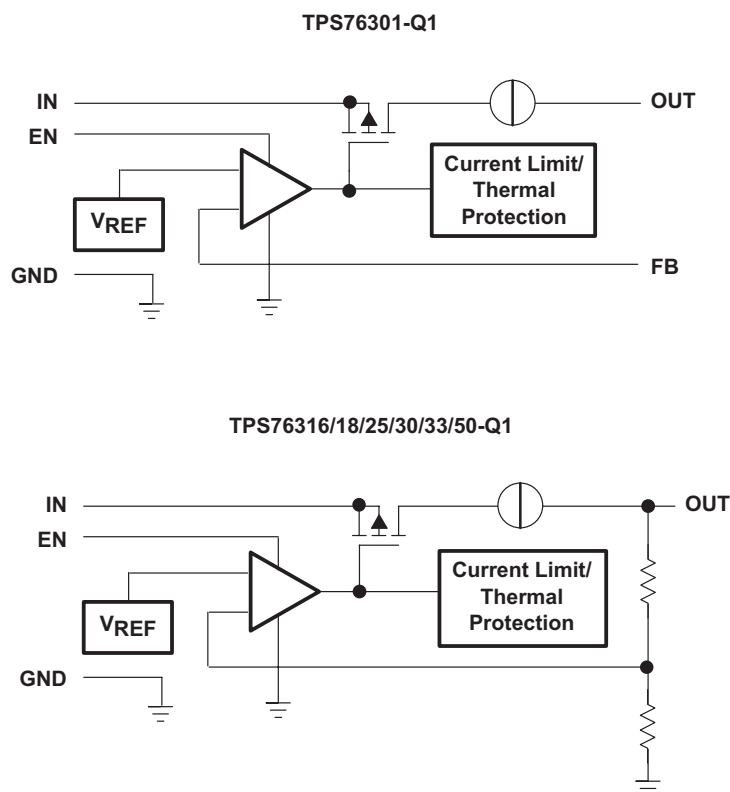 TPS76301-Q1
IN
OUT
EN
Current Limit/
Thermal
Protection
VREF
GND
FB
TPS76316/18/25/30/33/50-Q1
IN
OUT
EN
Current Limit/
Thermal
Protection
VREF
GND